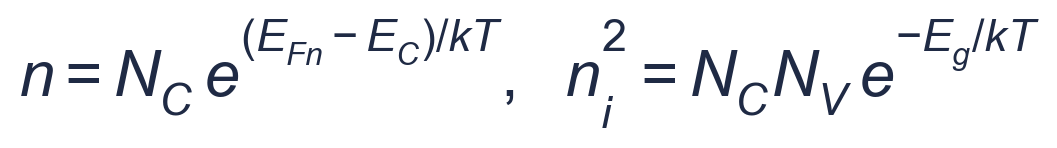 n = N_C e^{(E_{Fn} − E_C)/kT}, n_i^2 = N_C N_V e^{−E_g/kT}